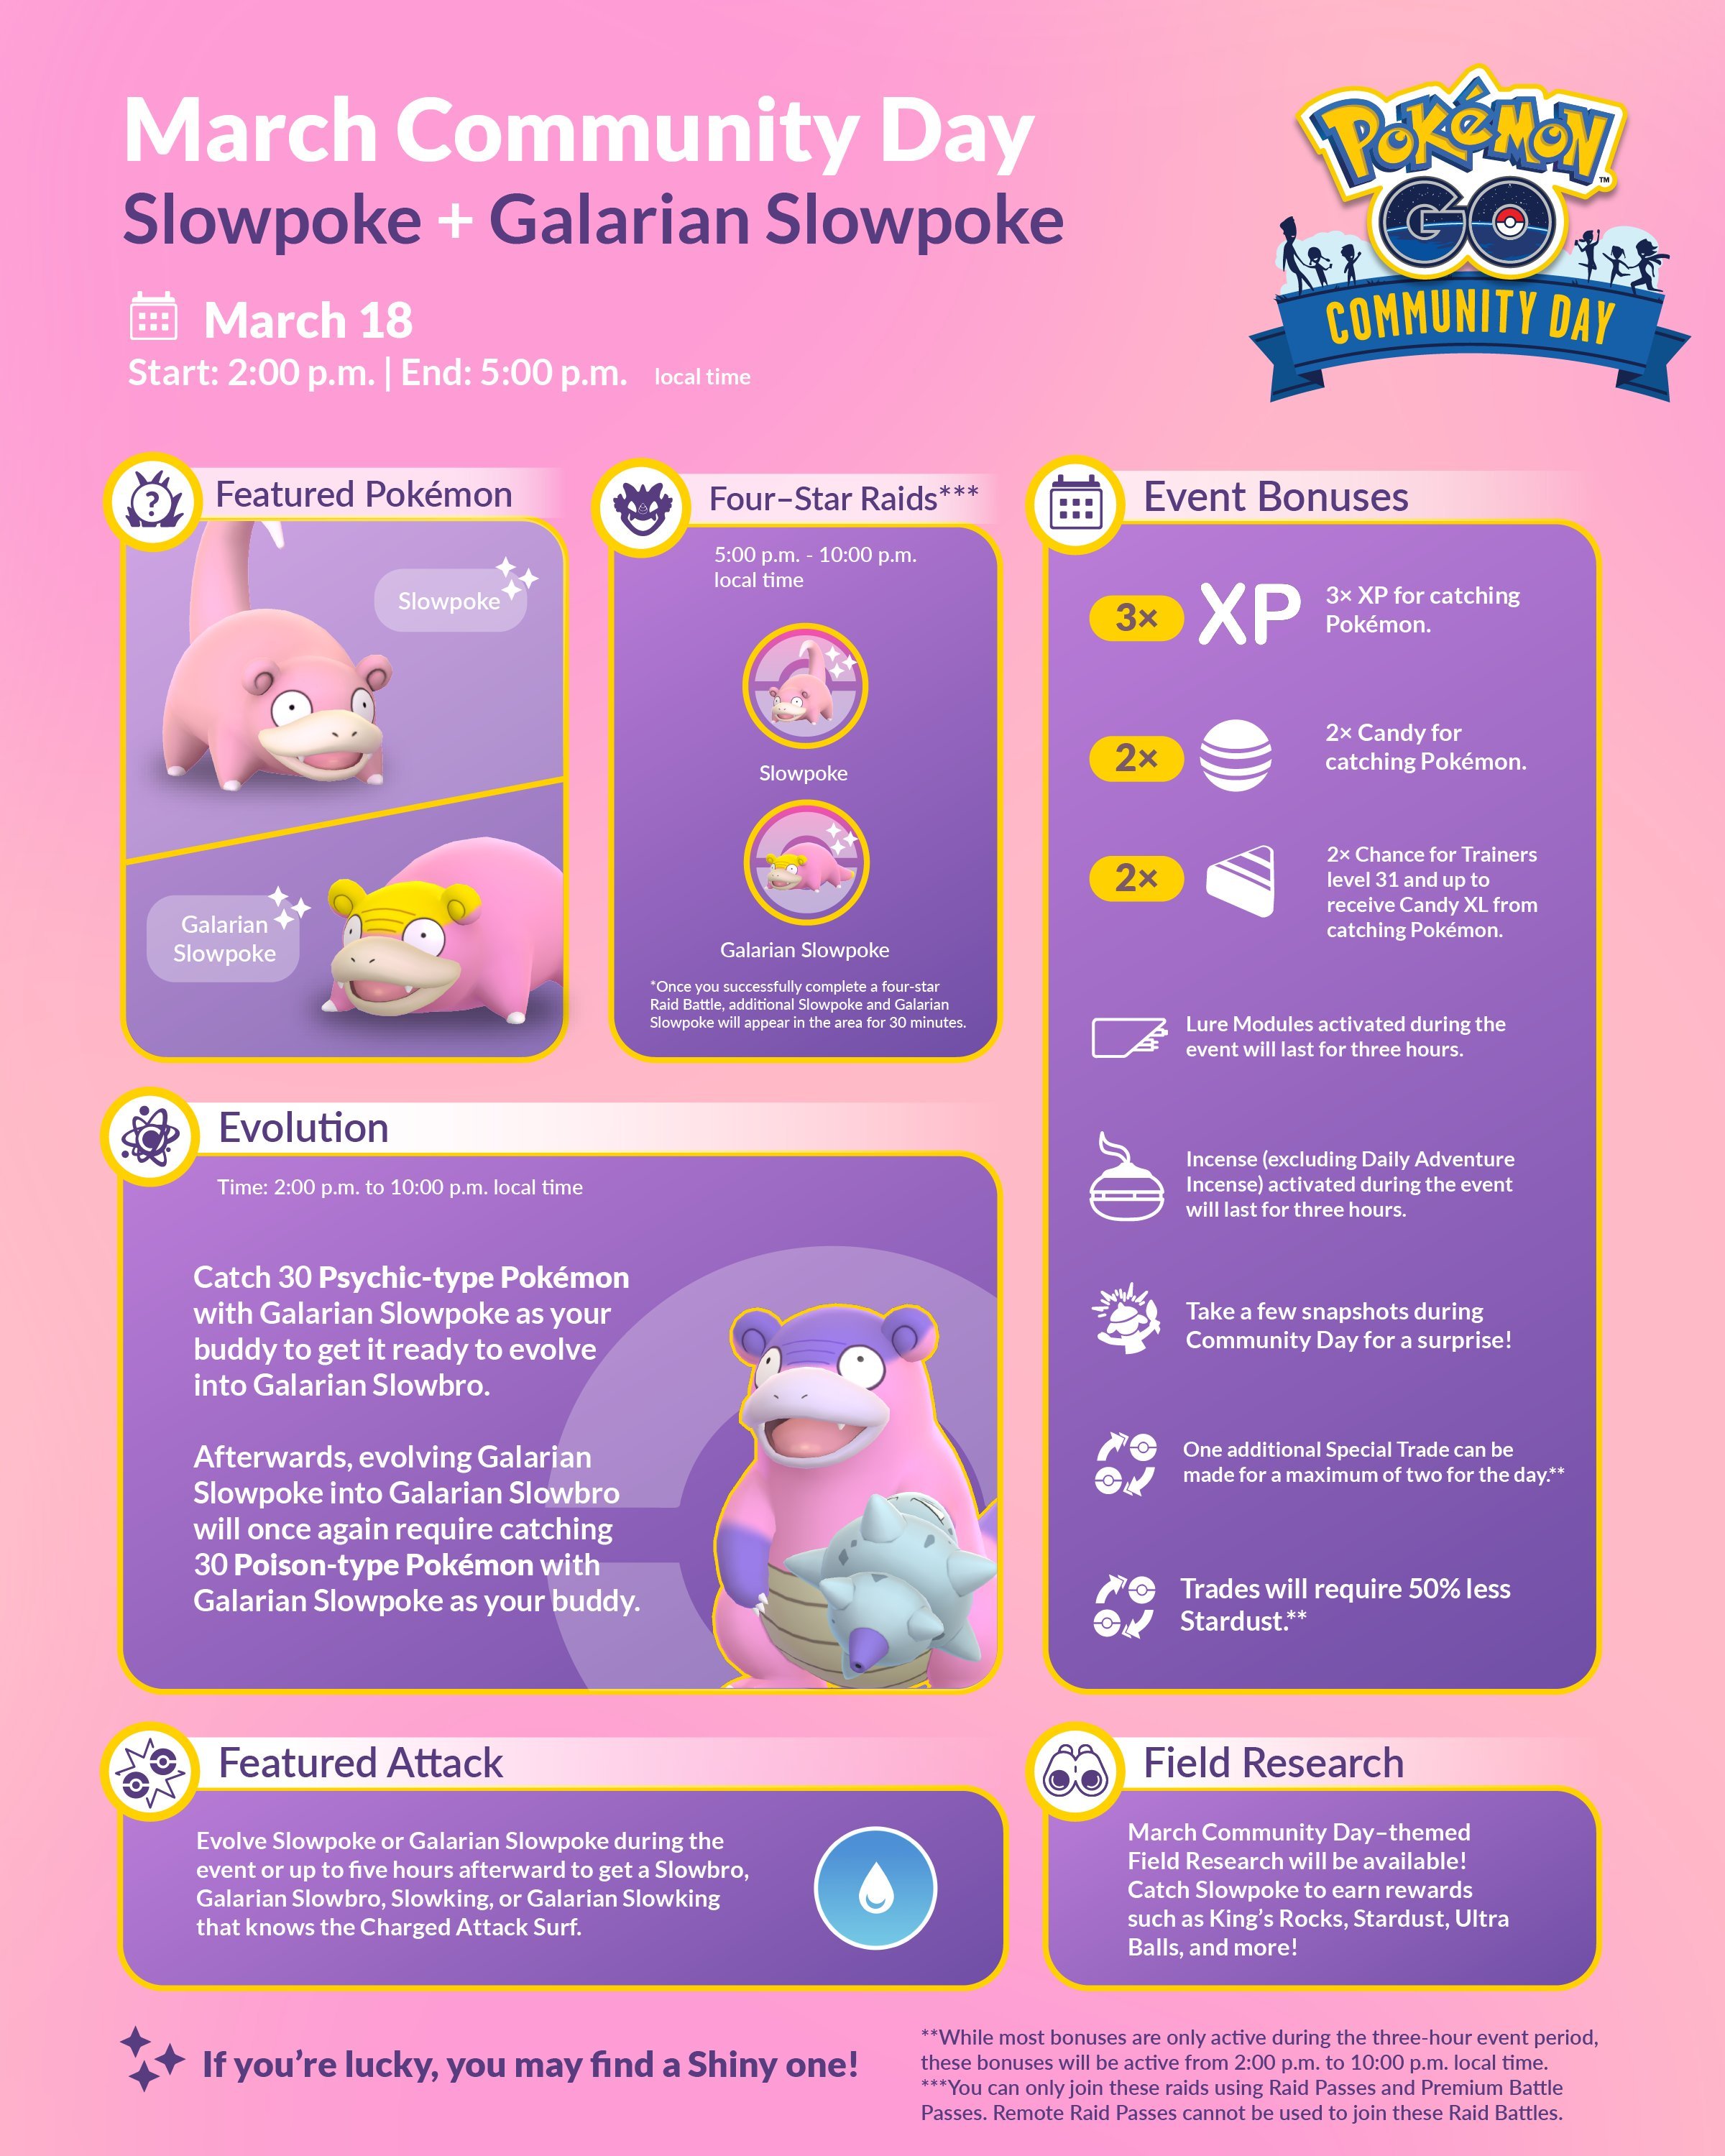 March Community Day
Slowpoke + Galarian Slowpoke
March 18
Start: 2:00 p.m. | End: 5:00 p.m. local time
POKéMON
TM
GO
COMMUNITY DAY
Featured Pokémon
?
Slowpoke
Galarian
Slowpoke
Four-Star Raids***
5:00 p.m. - 10:00 p.m.
local time
Slowpoke
Galarian Slowpoke
*Once you successfully complete a four-star
Raid Battle, additional Slowpoke and Galarian
Slowpoke will appear in the area for 30 minutes.
Event Bonuses
3× XP 3× XP for catching
Pokémon.
2× 2× Candy for
catching Pokémon.
2× 2× Chance for Trainers
level 31 and up to
receive Candy XL from
catching Pokémon.
Lure Modules activated during the
event will last for three hours.
Incense (excluding Daily Adventure
Incense) activated during the event
will last for three hours.
Take a few snapshots during
Community Day for a surprise!
One additional Special Trade can be
made for a maximum of two for the day.**
Trades will require 50% less
Stardust.**
Evolution
Time: 2:00 p.m. to 10:00 p.m. local time
Catch 30 Psychic-type Pokémon
with Galarian Slowpoke as your
buddy to get it ready to evolve
into Galarian Slowbro.
Afterwards, evolving Galarian
Slowpoke into Galarian Slowbro
will once again require catching
30 Poison-type Pokémon with
Galarian Slowpoke as your buddy.
Featured Attack
Evolve Slowpoke or Galarian Slowpoke during the
event or up to five hours afterward to get a Slowbro,
Galarian Slowbro, Slowking, or Galarian Slowking
that knows the Charged Attack Surf.
Field Research
March Community Day–themed
Field Research will be available!
Catch Slowpoke to earn rewards
such as King's Rocks, Stardust, Ultra
Balls, and more!
If you're lucky, you may find a Shiny one!
**While most bonuses are only active during the three-hour event period,
these bonuses will be active from 2:00 p.m. to 10:00 p.m. local time.
***You can only join these raids using Raid Passes and Premium Battle
Passes. Remote Raid Passes cannot be used to join these Raid Battles.